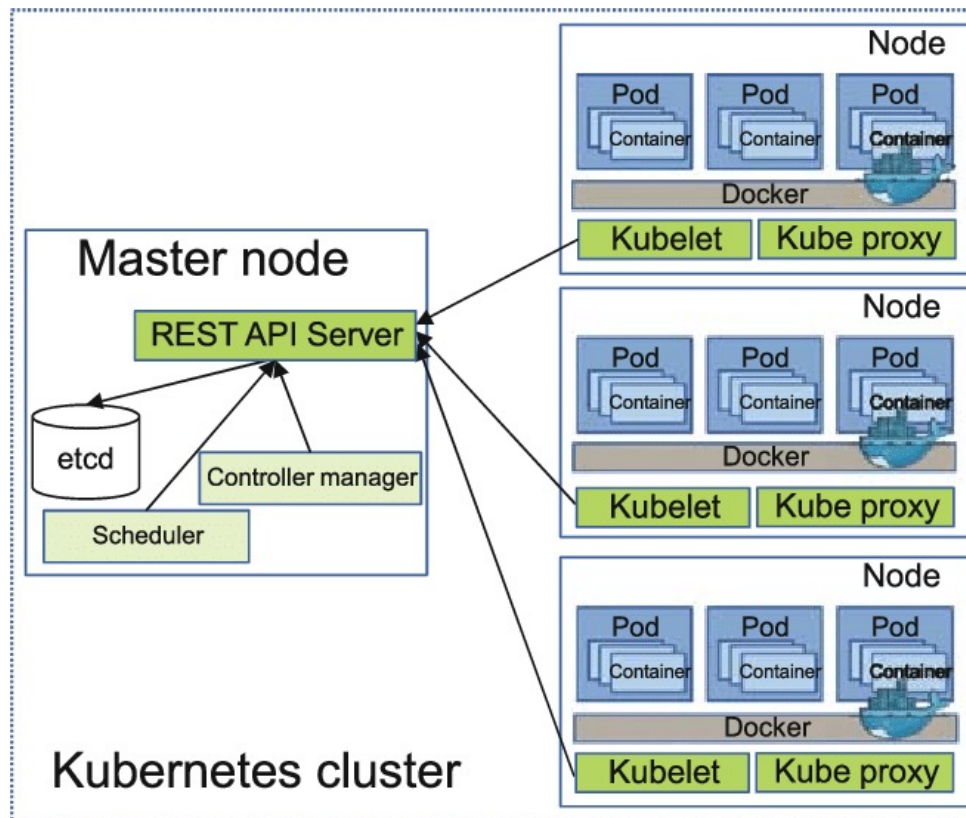 Master node
REST API Server
etcd
Controller manager
Scheduler
Kubernetes cluster
Node
Pod Pod Pod
Container Container Container
Docker
Kubelet Kube proxy
Node
Pod Pod Pod
Container Container Container
Docker
Kubelet Kube proxy
Node
Pod Pod Pod
Container Container Container
Docker
Kubelet Kube proxy